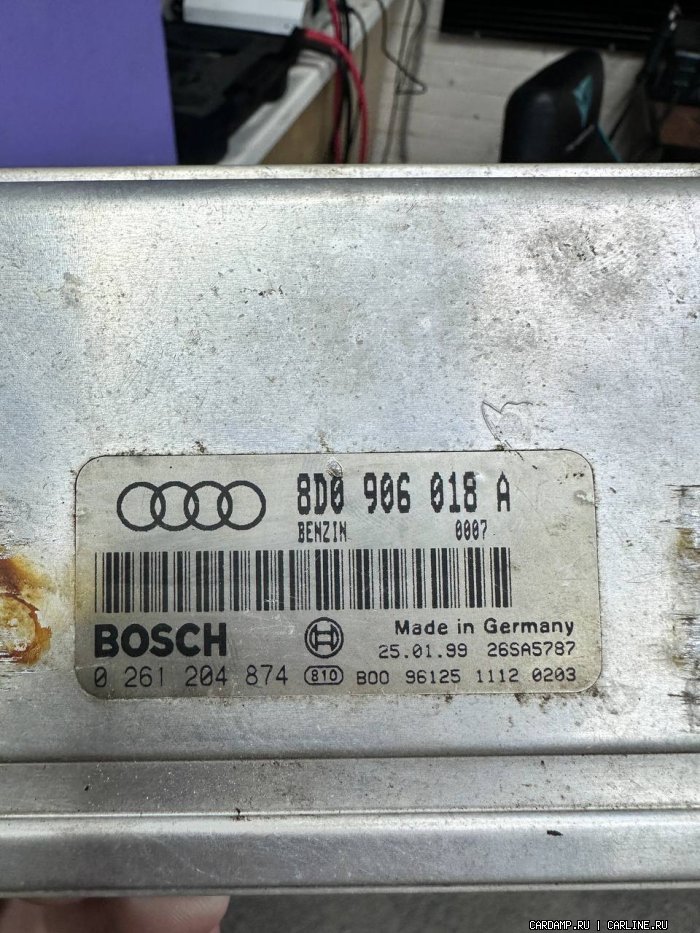 8D0 906 018 A
BENZIN 0007
BOSCH
Made in Germany
25.01.99 26SA5787
0 261 204 874 810 B00 96125 1112 0203
CARDAMP.RU | CARLINE.RU